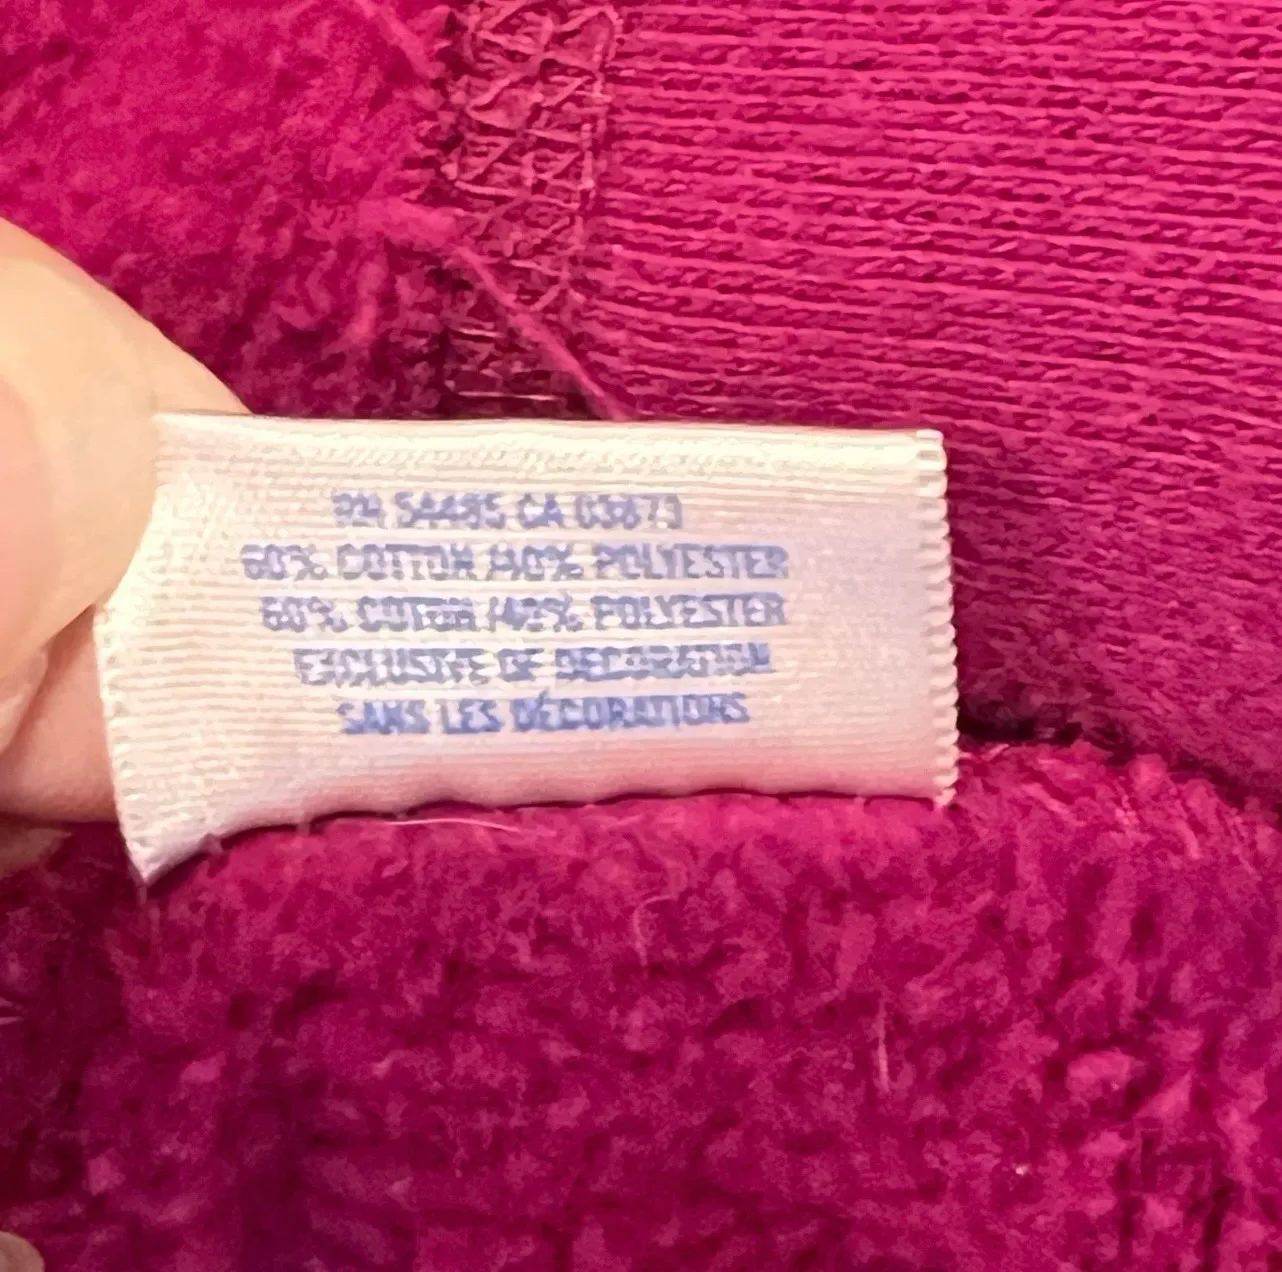 RN 54485 CA 03873
60% COTTON /40% POLYESTER
60% COTON /40% POLYESTER
EXCLUSIVE OF DECORATION
SANS LES DÉCORATIONS